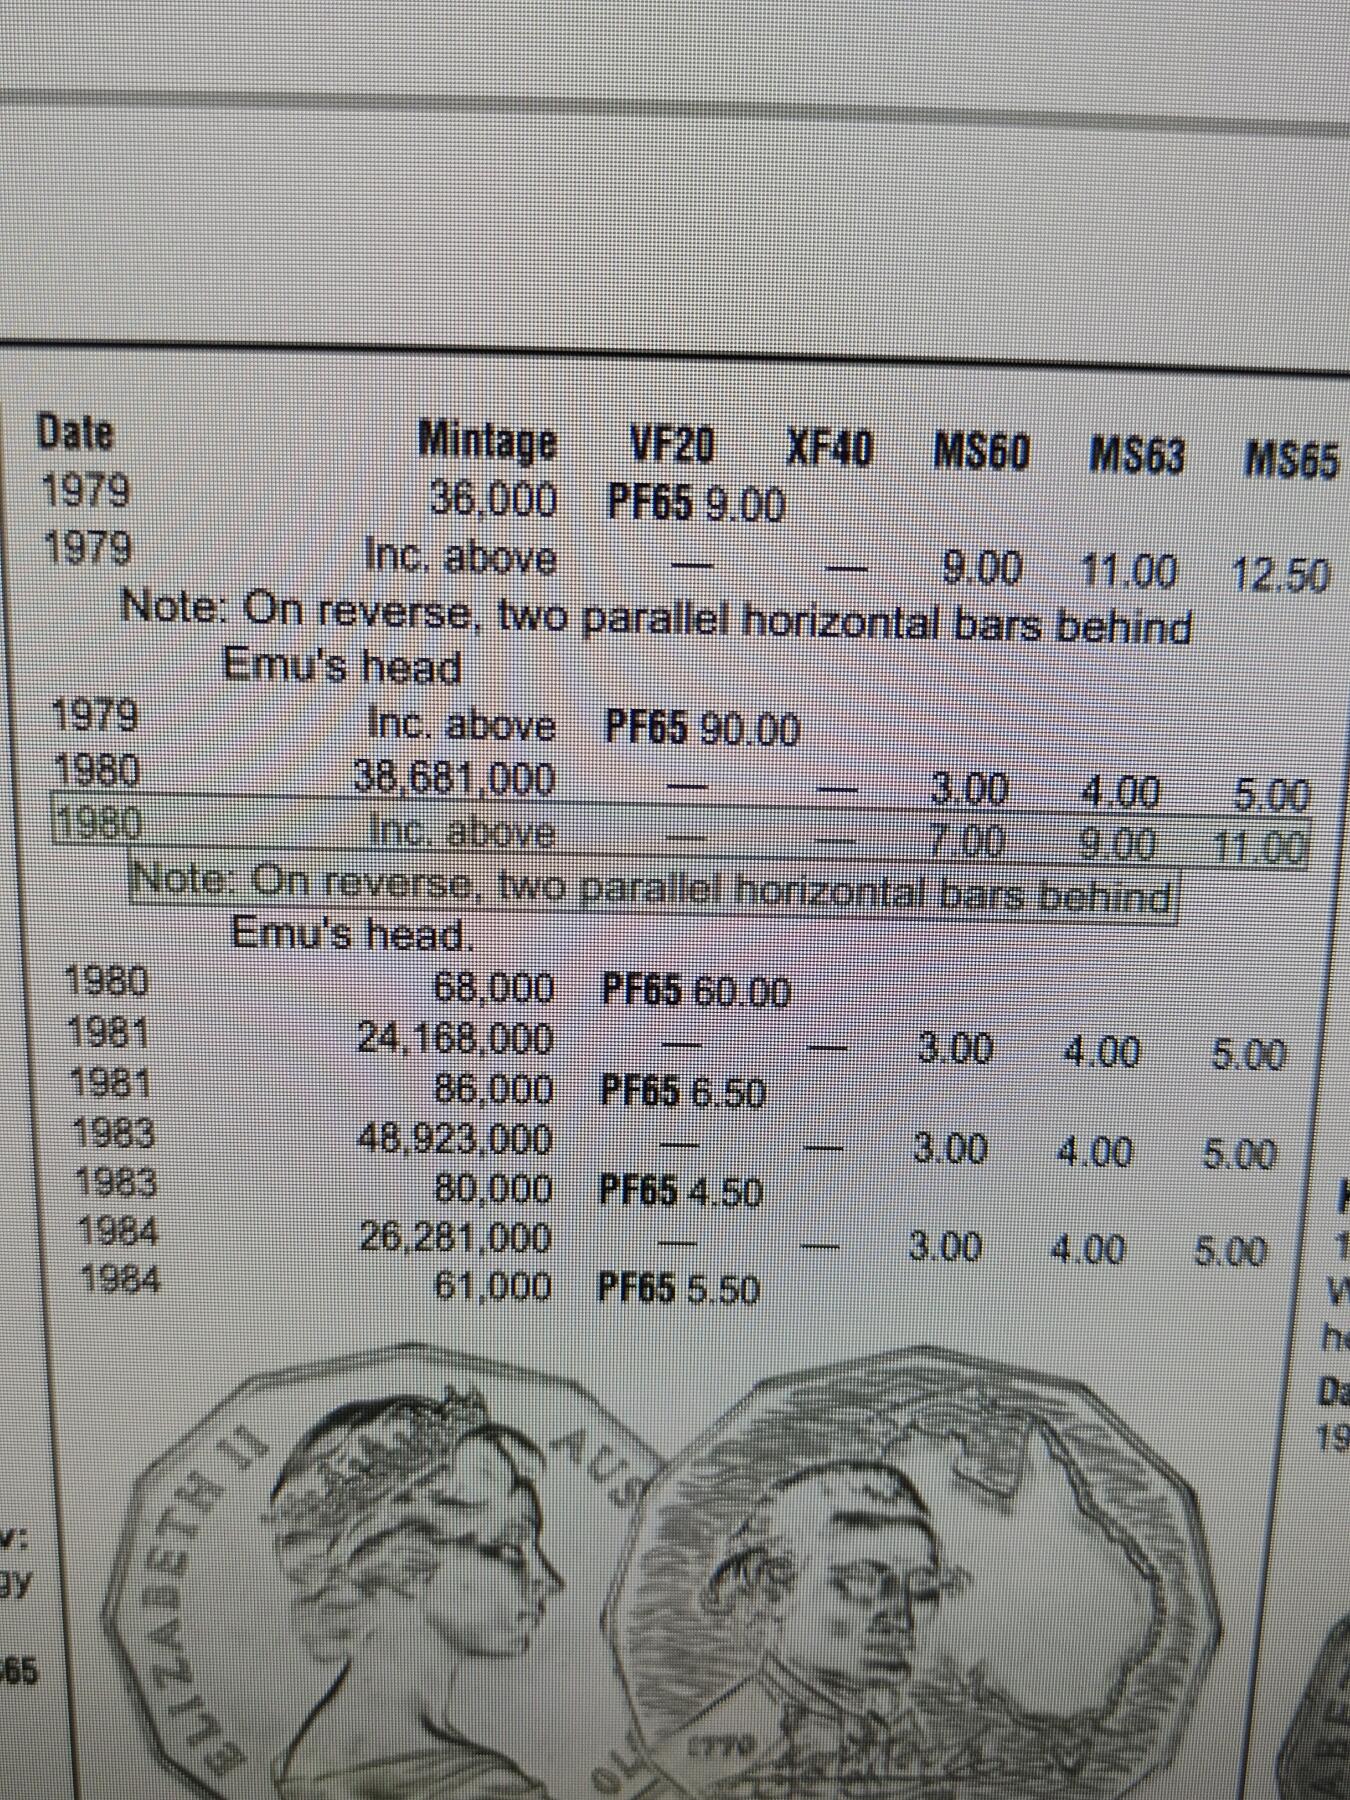 Date Mintage VF20 XF40 MS60 MS63 MS65
1979 36,000 PF65 9.00
1979 Inc. above — — 9.00 11.00 12.50
Note: On reverse, two parallel horizontal bars behind
Emu's head
1979 Inc. above PF65 90.00
1980 38,681,000 — — 3.00 4.00 5.00
1980 Inc. above — — 7.00 9.00 11.00
Note: On reverse, two parallel horizontal bars behind
Emu's head.
1980 68,000 PF65 60.00
1981 24,168,000 — — 3.00 4.00 5.00
1981 86,000 PF65 6.50
1983 48,923,000 — — 3.00 4.00 5.00
1983 80,000 PF65 4.50
1984 26,281,000 — — 3.00 4.00 5.00
1984 61,000 PF65 5.50
ELIZABETH II AUS
1770